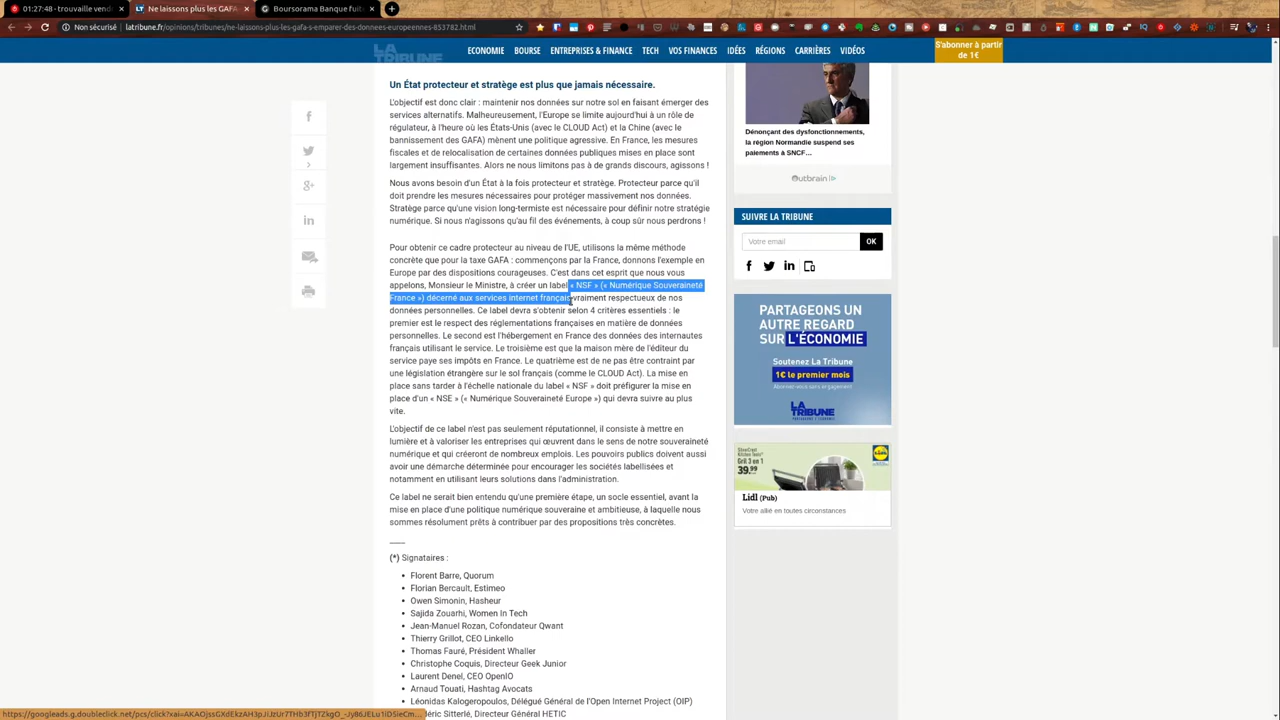 01:27:48 - trouvaille vend
Ne laissons plus les GAFA
Boursorama Banque fuite
Non sécurisé | latribune.fr/opinions/tribunes/ne-laissons-plus-les-gafa-s-emparer-des-donnees-europeennes-853782.html
LA TRIBUNE
ECONOMIE BOURSE ENTREPRISES & FINANCE TECH VOS FINANCES IDÉES RÉGIONS CARRIÈRES VIDÉOS
S'abonner à partir
de 1€
Un État protecteur et stratège est plus que jamais nécessaire.
L'objectif est donc clair : maintenir nos données sur notre sol en faisant émerger des
services alternatifs. Malheureusement, l'Europe se limite aujourd'hui à un rôle de
régulateur, à l'heure où les États-Unis (avec le CLOUD Act) et la Chine (avec le
bannissement des GAFA) mènent une politique agressive. En France, les mesures
fiscales et de relocalisation de certaines données publiques mises en place sont
largement insuffisantes. Alors ne nous limitons pas à de grands discours, agissons !
Nous avons besoin d'un État à la fois protecteur et stratège. Protecteur parce qu'il
doit prendre les mesures nécessaires pour protéger massivement nos données.
Stratège parce qu'une vision long-termiste est nécessaire pour définir notre stratégie
numérique. Si nous n'agissons qu'au fil des événements, à coup sûr nous perdrons !
Pour obtenir ce cadre protecteur au niveau de l'UE, utilisons la même méthode
concrète que pour la taxe GAFA : commençons par la France, donnons l'exemple en
Europe par des dispositions courageuses. C'est dans cet esprit que nous vous
appelons, Monsieur le Ministre, à créer un label « NSF » (« Numérique Souveraineté
France ») décerné aux services internet français vraiment respectueux de nos
données personnelles. Ce label devra s'obtenir selon 4 critères essentiels : le
premier est le respect des réglementations françaises en matière de données
personnelles. Le second est l'hébergement en France des données des internautes
français utilisant le service. Le troisième est que la maison mère de l'éditeur du
service paye ses impôts en France. Le quatrième est de ne pas être contraint par
une législation étrangère sur le sol français (comme le CLOUD Act). La mise en
place sans tarder à l'échelle nationale du label « NSF » doit préfigurer la mise en
place d'un « NSE » (« Numérique Souveraineté Europe ») qui devra suivre au plus
vite.
L'objectif de ce label n'est pas seulement réputationnel, il consiste à mettre en
lumière et à valoriser les entreprises qui œuvrent dans le sens de notre souveraineté
numérique et qui créeront de nombreux emplois. Les pouvoirs publics doivent aussi
avoir une démarche déterminée pour encourager les sociétés labellisées et
notamment en utilisant leurs solutions dans l'administration.
Ce label ne serait bien entendu qu'une première étape, un socle essentiel, avant la
mise en place d'une politique numérique souveraine et ambitieuse, à laquelle nous
sommes résolument prêts à contribuer par des propositions très concrètes.
____
(*) Signataires :
Florent Barre, Quorum
Florian Bercault, Estimeo
Owen Simonin, Hasheur
Sajida Zouarhi, Women In Tech
Jean-Manuel Rozan, Cofondateur Qwant
Thierry Grillot, CEO Linkello
Thomas Fauré, Président Whaller
Christophe Coquis, Directeur Geek Junior
Laurent Denel, CEO OpenIO
Arnaud Touati, Hashtag Avocats
Léonidas Kalogeropoulos, Délégué Général de l'Open Internet Project (OIP)
déric Sitterlé, Directeur Général HETIC
Dénonçant des dysfonctionnements,
la région Normandie suspend ses
paiements à SNCF…
Outbrain
SUIVRE LA TRIBUNE
Votre email
OK
PARTAGEONS UN
AUTRE REGARD
SUR L'ÉCONOMIE
Soutenez La Tribune
1€ le premier mois
Abonnez-vous sans engagement
LA TRIBUNE
39.99
Lidl (Pub)
Votre allié en toutes circonstances